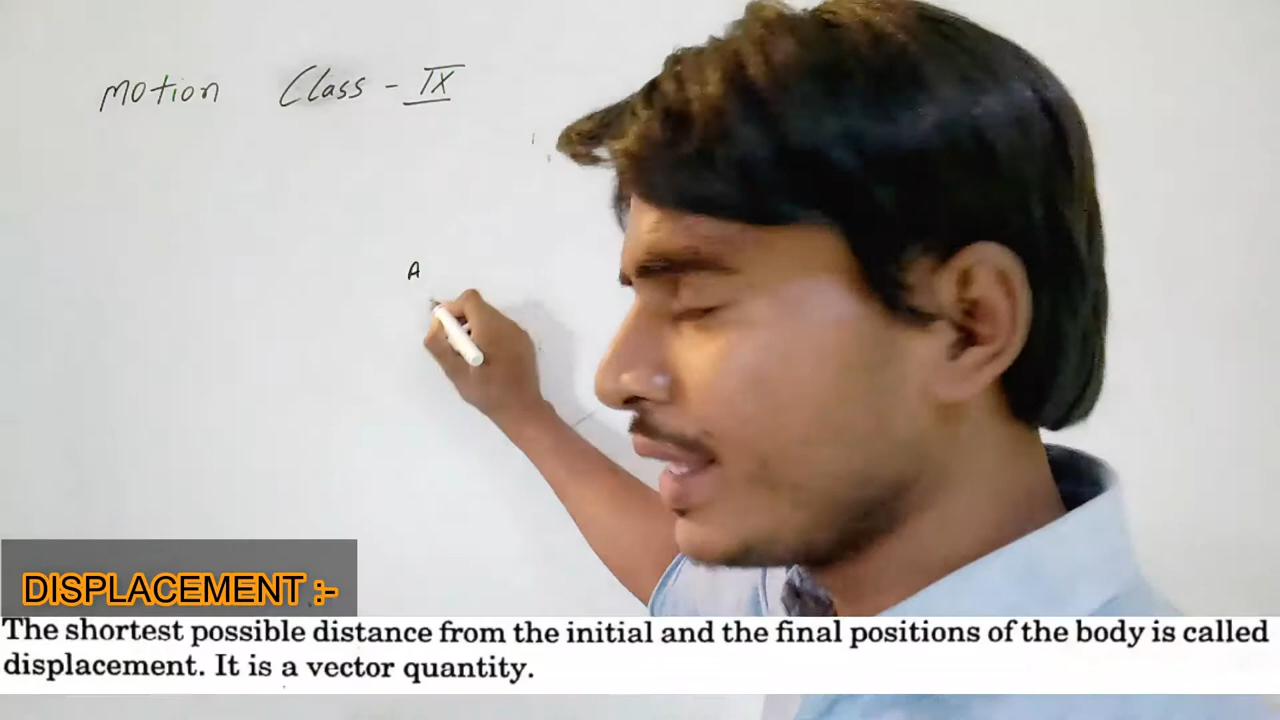 Motion Class - IX
A
DISPLACEMENT :-
The shortest possible distance from the initial and the final positions of the body is called
displacement. It is a vector quantity.